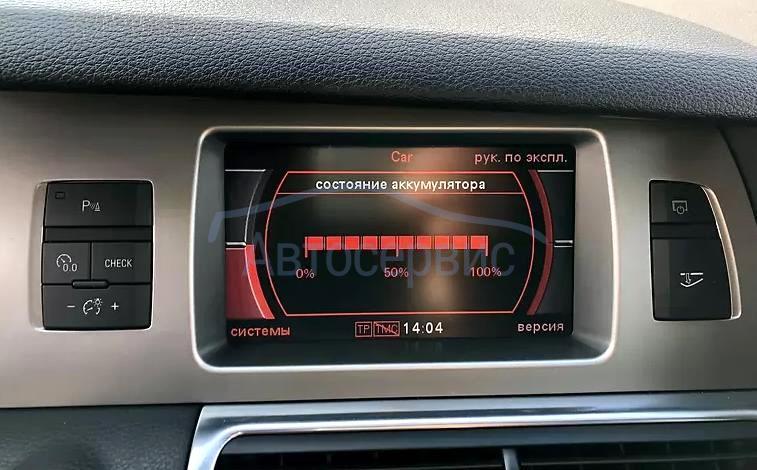 Car рук. по экспл.
состояние аккумулятора
P
0.0 CHECK
- +
Автосервис
0% 50% 100%
системы TP TMC 14:04 версия